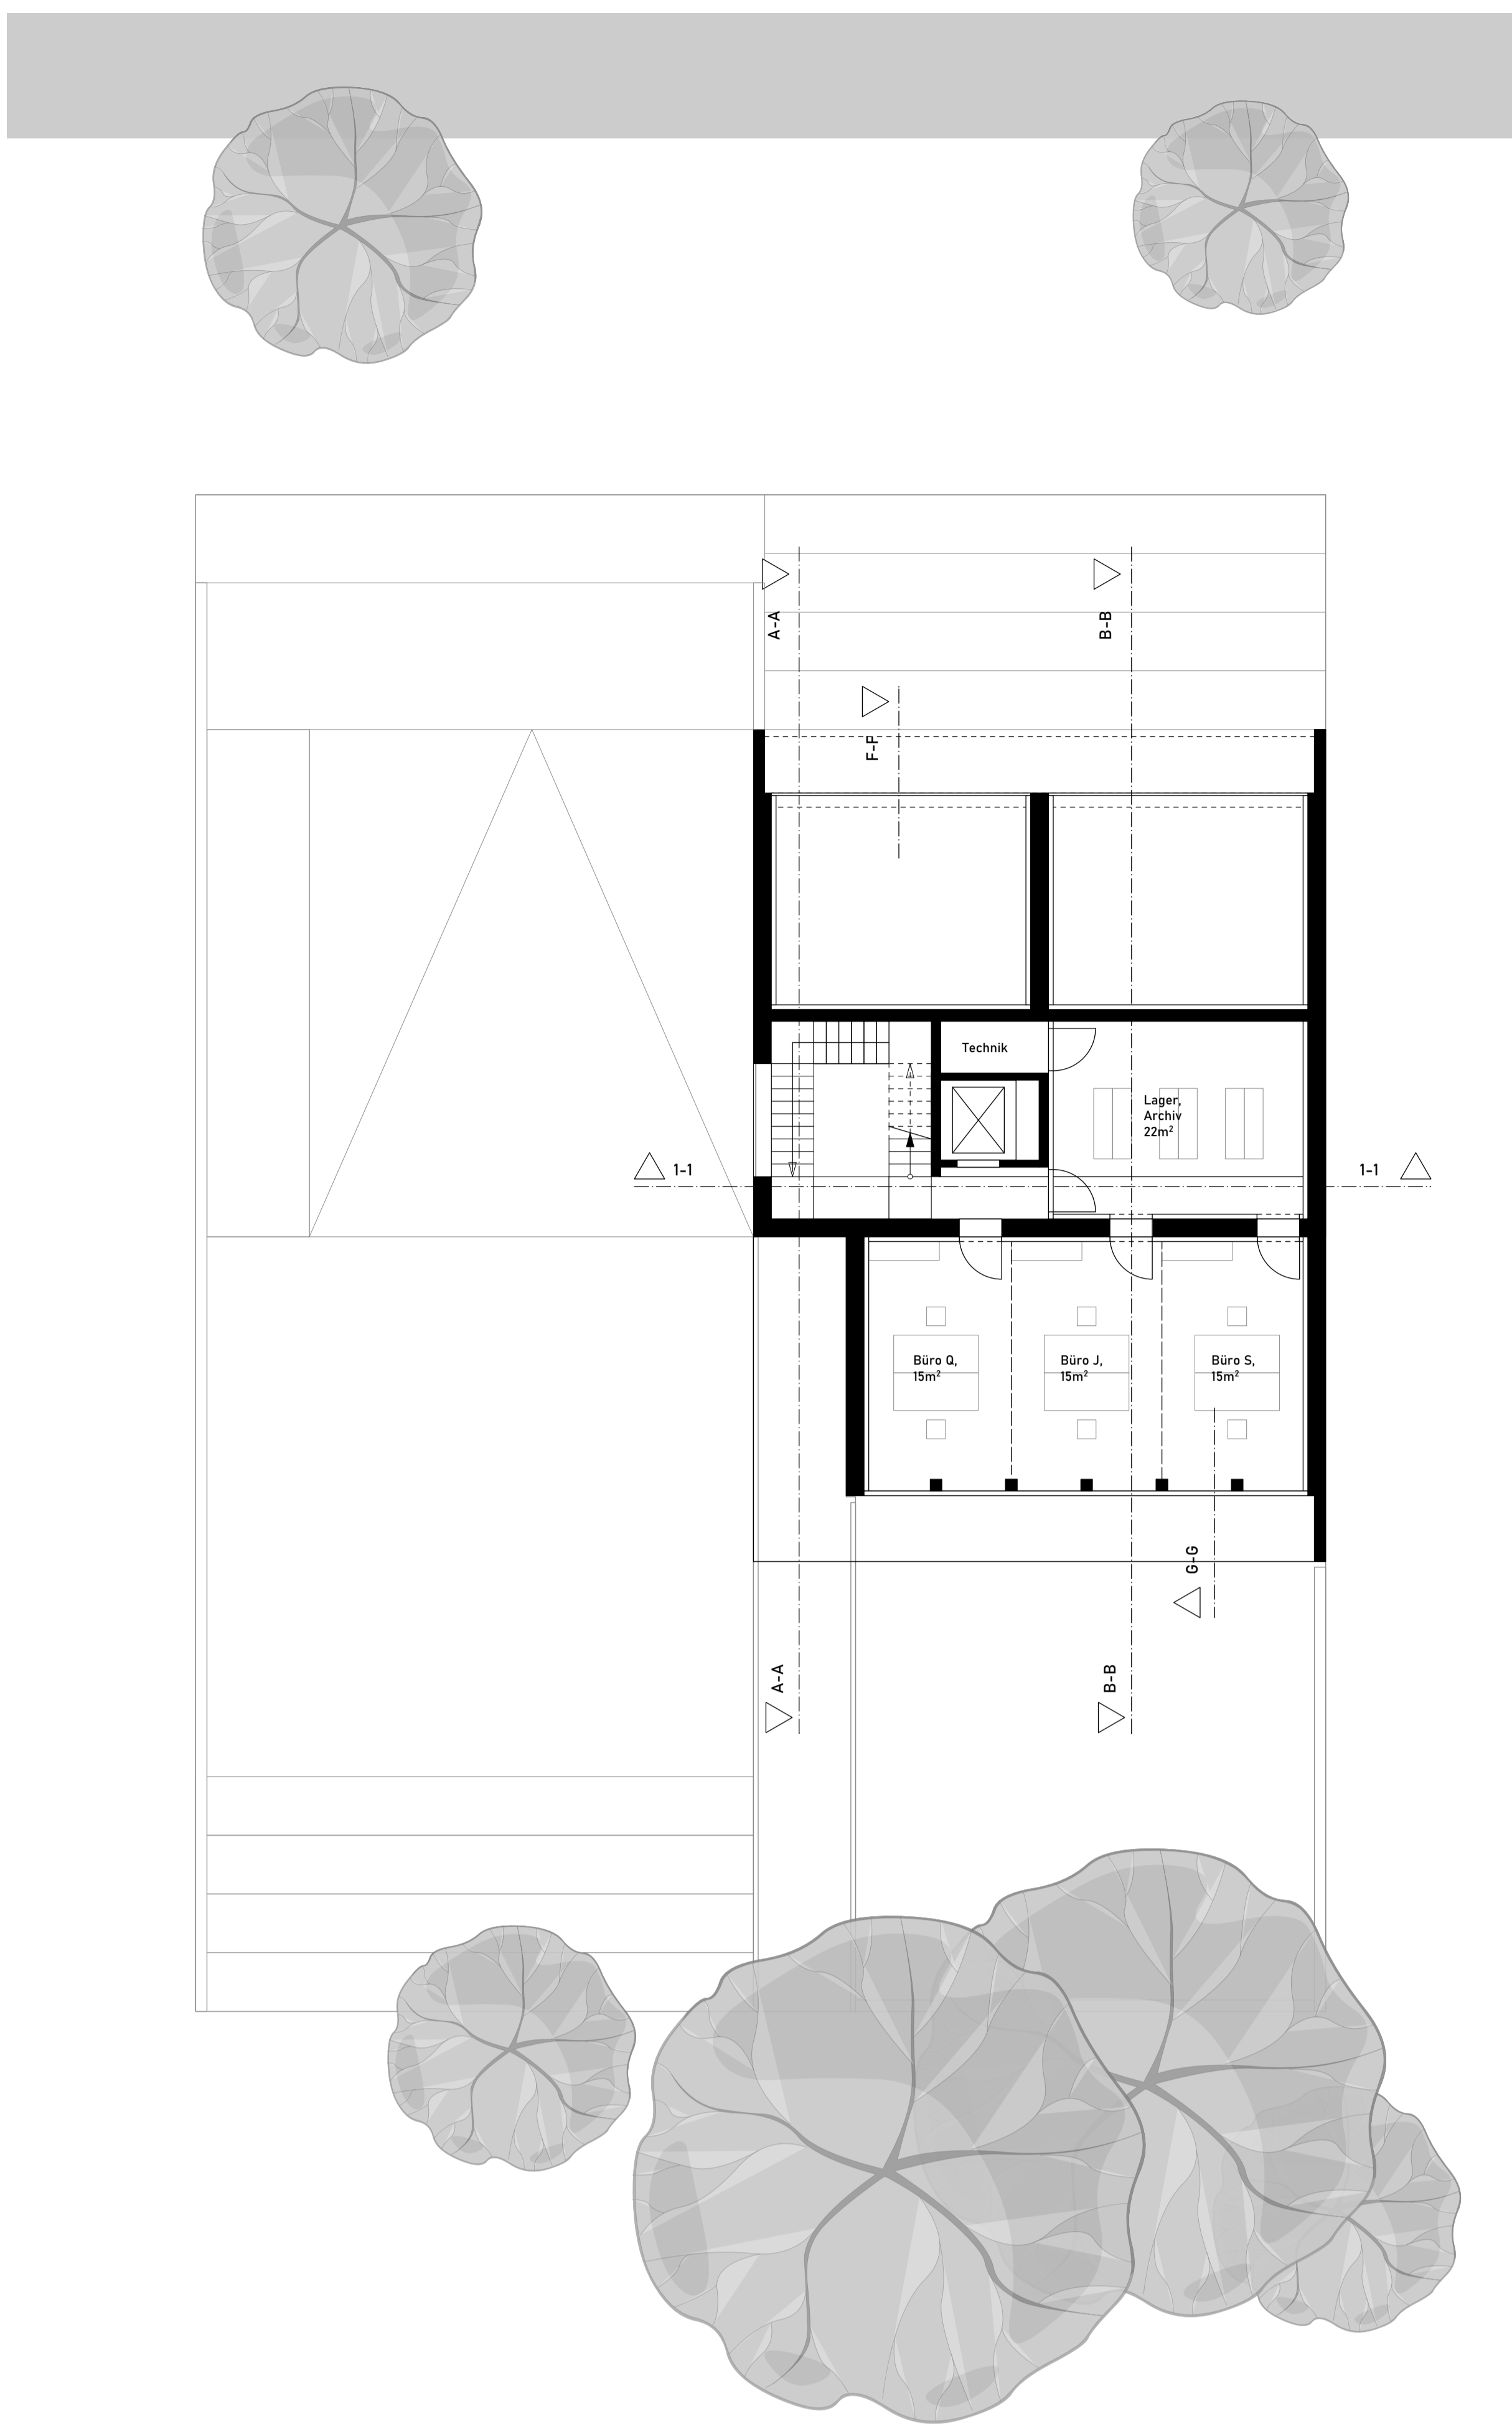 A-A
B-B
F-F
Technik
Lager,
Archiv
22m²
1-1
1-1
Büro Q,
15m²
Büro J,
15m²
Büro S,
15m²
G-G
A-A
B-B